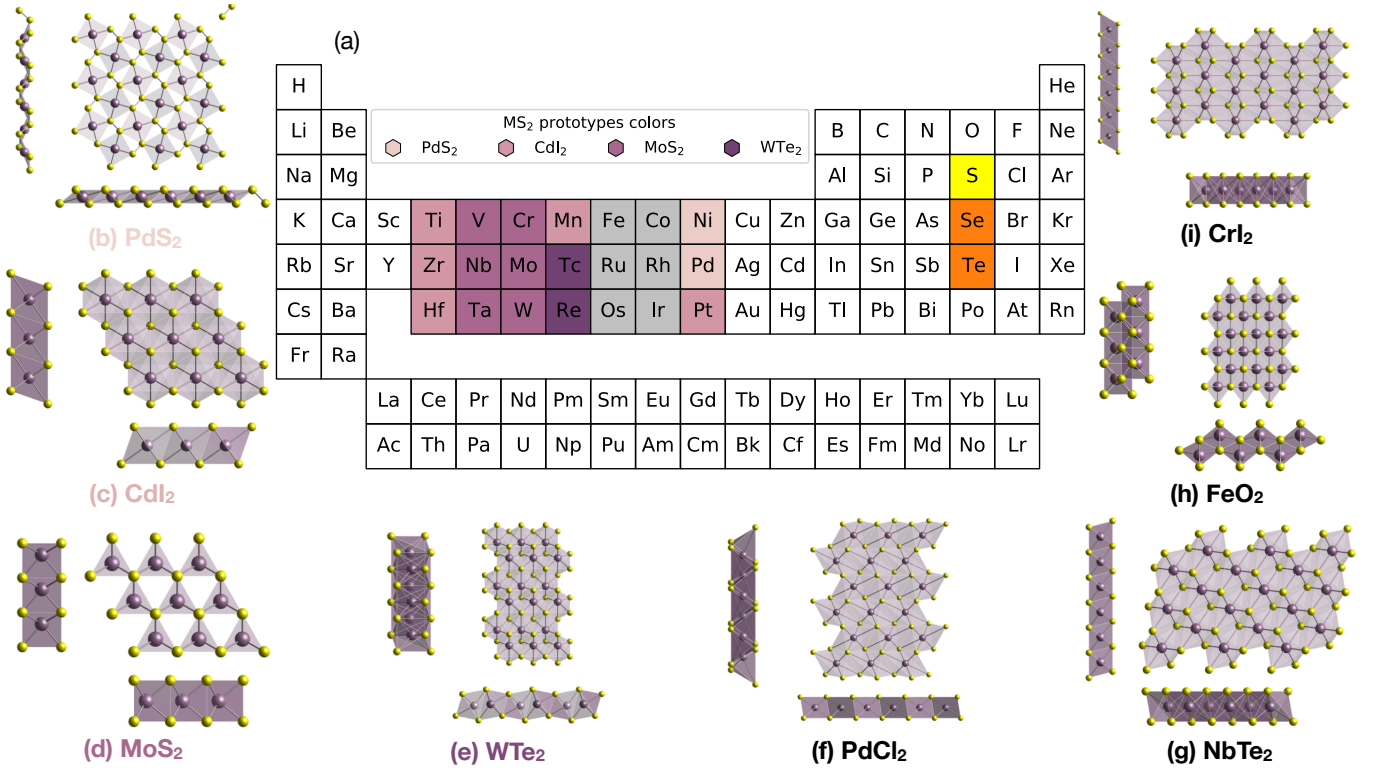 (a)
H He
Li Be B C N O F Ne
MS₂ prototypes colors
PdS₂ CdI₂ MoS₂ WTe₂
Na Mg Al Si P S Cl Ar
K Ca Sc Ti V Cr Mn Fe Co Ni Cu Zn Ga Ge As Se Br Kr
Rb Sr Y Zr Nb Mo Tc Ru Rh Pd Ag Cd In Sn Sb Te I Xe
Cs Ba Hf Ta W Re Os Ir Pt Au Hg Tl Pb Bi Po At Rn
Fr Ra
La Ce Pr Nd Pm Sm Eu Gd Tb Dy Ho Er Tm Yb Lu
Ac Th Pa U Np Pu Am Cm Bk Cf Es Fm Md No Lr
(b) PdS₂
(c) CdI₂
(d) MoS₂
(e) WTe₂
(f) PdCl₂
(g) NbTe₂
(h) FeO₂
(i) CrI₂